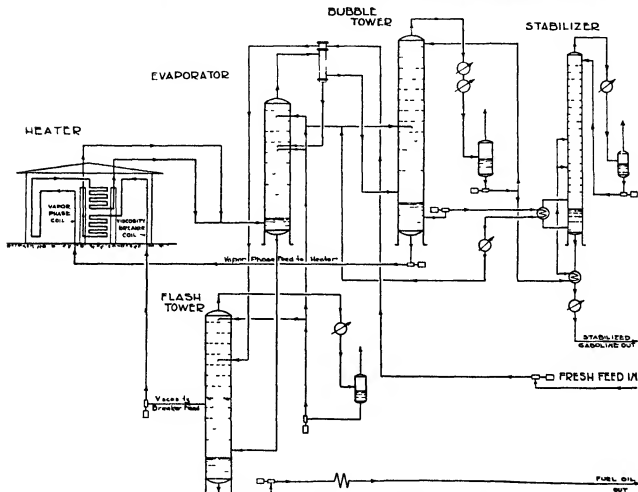 BUBBLE
TOWER
STABILIZER
EVAPORATOR
HEATER
VAPOR
PHASE
COIL
VISCOSITY
BREAKER
COIL
Vapor Phase Feed to Heater
FLASH
TOWER
STABILIZED
GASOLINE OUT
FRESH FEED IN
Breaker Feed
FUEL OIL
OUT